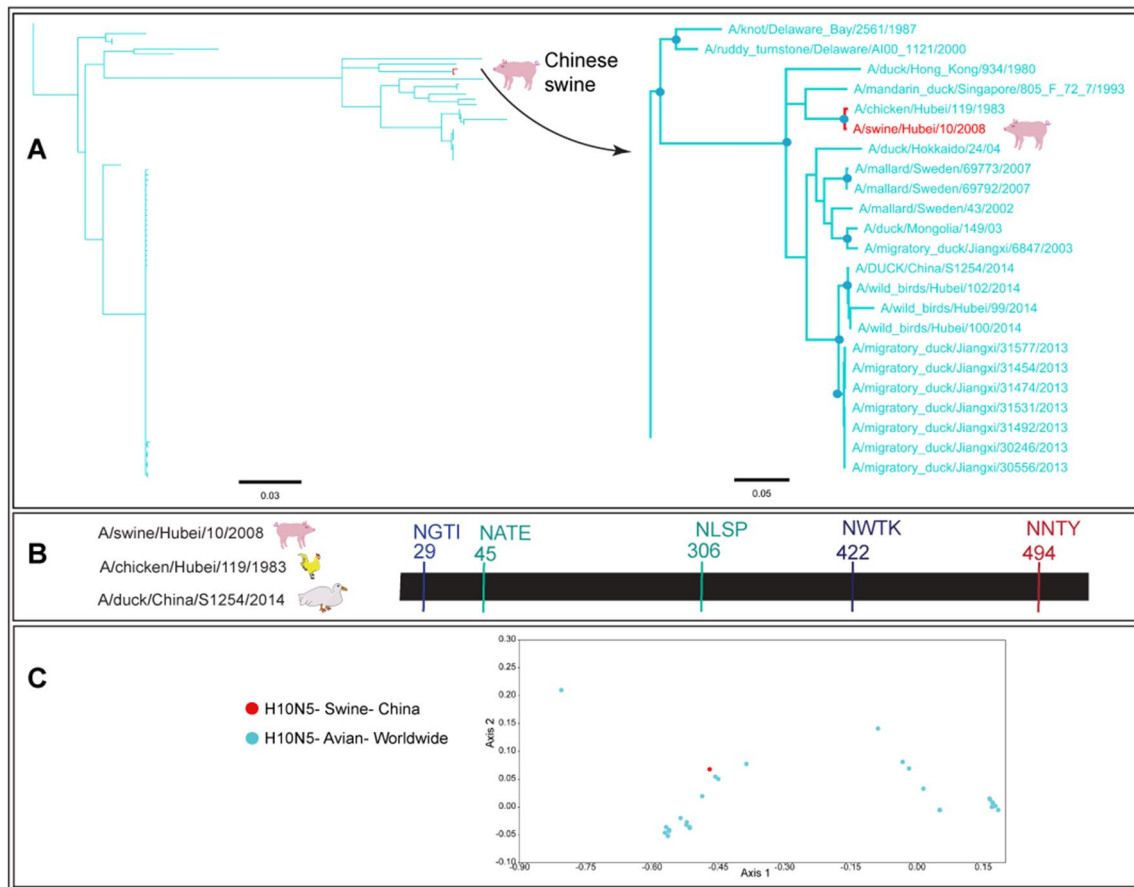 A
Chinese
swine
0.03
A/knot/Delaware_Bay/2561/1987
A/ruddy_turnstone/Delaware/AI00_1121/2000
A/duck/Hong_Kong/934/1980
A/mandarin_duck/Singapore/805_F_72_7/1993
A/chicken/Hubei/119/1983
A/swine/Hubei/10/2008
A/duck/Hokkaido/24/04
A/mallard/Sweden/69773/2007
A/mallard/Sweden/69792/2007
A/mallard/Sweden/43/2002
A/duck/Mongolia/149/03
A/migratory_duck/Jiangxi/6847/2003
A/DUCK/China/S1254/2014
A/wild_birds/Hubei/102/2014
A/wild_birds/Hubei/99/2014
A/wild_birds/Hubei/100/2014
A/migratory_duck/Jiangxi/31577/2013
A/migratory_duck/Jiangxi/31454/2013
A/migratory_duck/Jiangxi/31474/2013
A/migratory_duck/Jiangxi/31531/2013
A/migratory_duck/Jiangxi/31492/2013
A/migratory_duck/Jiangxi/30246/2013
A/migratory_duck/Jiangxi/30556/2013
0.05
B
A/swine/Hubei/10/2008
A/chicken/Hubei/119/1983
A/duck/China/S1254/2014
NGTI NATE NLSP NWTK NNTY
29 45 306 422 494
C
H10N5- Swine- China
H10N5- Avian- Worldwide
Axis 2
0.30
0.25
0.20
0.15
0.10
0.05
0.00
-0.05
-0.10
-0.90 -0.75 -0.60 -0.45 -0.30 -0.15 0.00 0.15
Axis 1